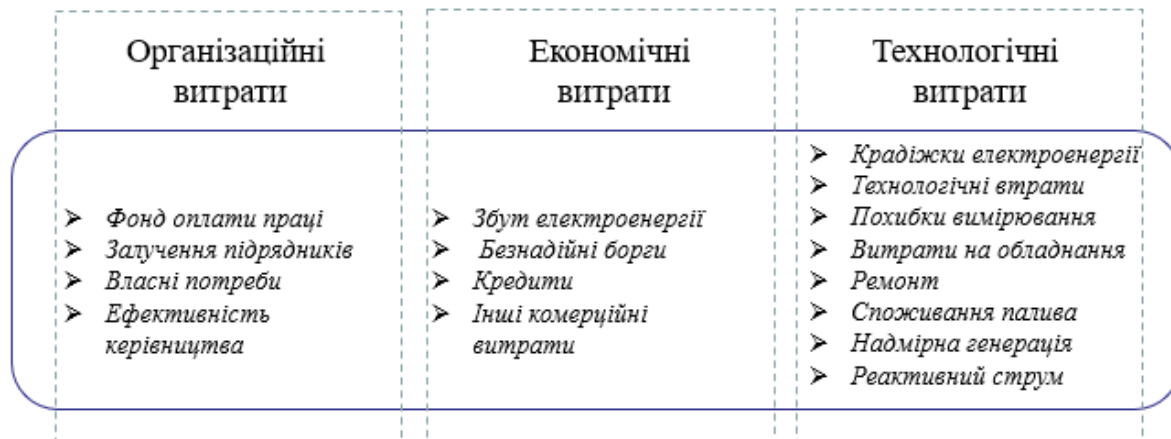 Організаційні
витрати
➢ Фонд оплати праці
➢ Залучення підрядників
➢ Власні потреби
➢ Ефективність
керівництва
Економічні
витрати
➢ Збут електроенергії
➢ Безнадійні борги
➢ Кредити
➢ Інші комерційні
витрати
Технологічні
витрати
➢ Крадіжки електроенергії
➢ Технологічні втрати
➢ Похибки вимірювання
➢ Витрати на обладнання
➢ Ремонт
➢ Споживання палива
➢ Надмірна генерація
➢ Реактивний струм